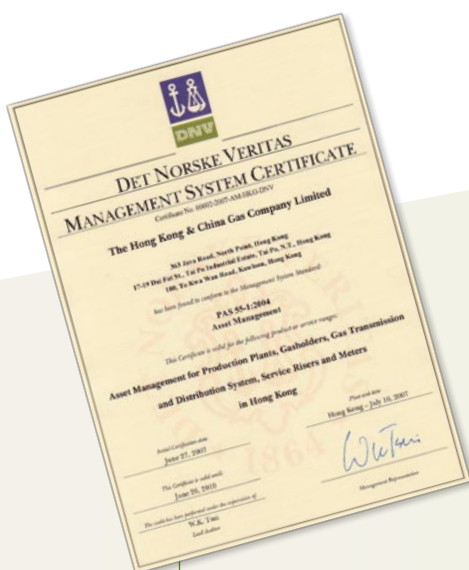 DNV
DET NORSKE VERITAS
MANAGEMENT SYSTEM CERTIFICATE
Certificate No. 00002-2007-AM-HKG-DNV
The Hong Kong & China Gas Company Limited
363 Java Road, North Point, Hong Kong
17-19 Dai Fat St., Tai Po Industrial Estate, Tai Po, N.T., Hong Kong
100, To Kwa Wan Road, Kowloon, Hong Kong
has been found to conform to the Management System Standard:
PAS 55-1:2004
Asset Management
This Certificate is valid for the following product or service ranges:
Asset Management for Production Plants, Gasholders, Gas Transmission
and Distribution System, Service Risers and Meters
in Hong Kong
Initial Certification date:
June 27, 2007
Place and date:
Hong Kong - July 10, 2007
This Certificate is valid until:
June 26, 2010
The audit has been performed under the supervision of
W.K. Tsui
Lead Auditor
Management Representative
1864